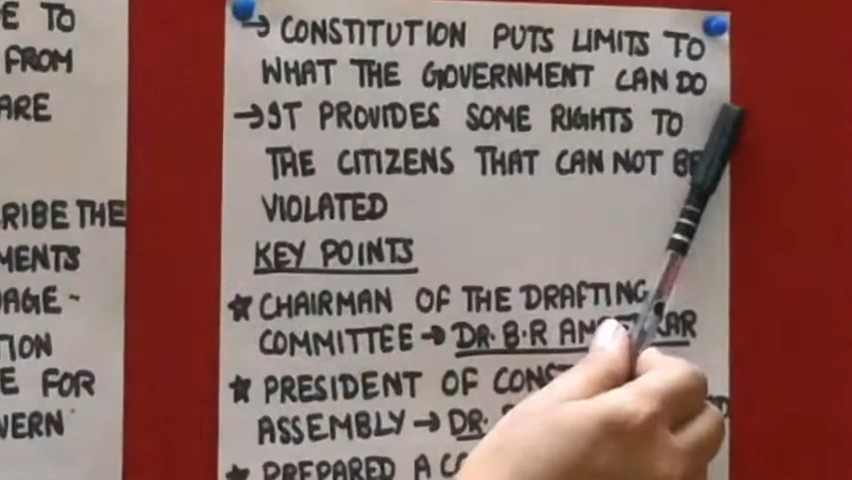 E TO
FROM
ARE
RIBE THE
MENTS
AGE-
TION
E FOR
VERN
→ CONSTITUTION PUTS LIMITS TO
WHAT THE GOVERNMENT CAN DO
→ IT PROVIDES SOME RIGHTS TO
THE CITIZENS THAT CAN NOT BE
VIOLATED
KEY POINTS
★ CHAIRMAN OF THE DRAFTING
COMMITTEE → DR. B.R
★ PRESIDENT OF
ASSEMBLY → DR.
★ PREPARED A